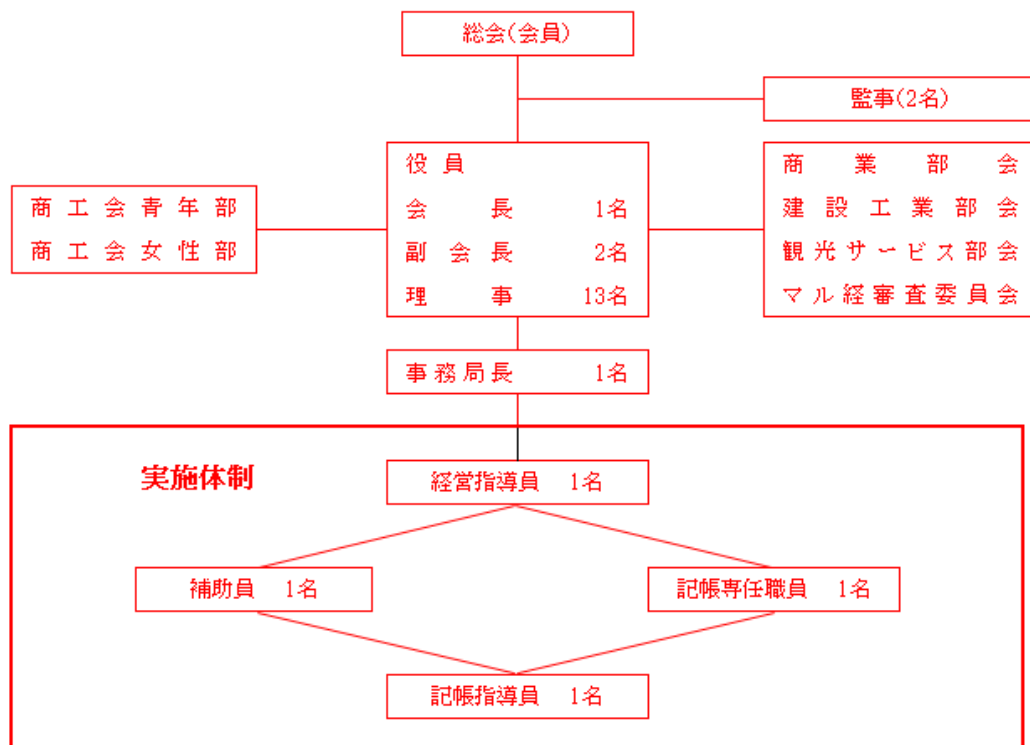 総会(会員)
監事(2名)
役員
会長 1名
副会長 2名
理事 13名
商工会青年部
商工会女性部
商業部会
建設工業部会
観光サービス部会
マル経審査委員会
事務局長 1名
実施体制
経営指導員 1名
補助員 1名
記帳専任職員 1名
記帳指導員 1名